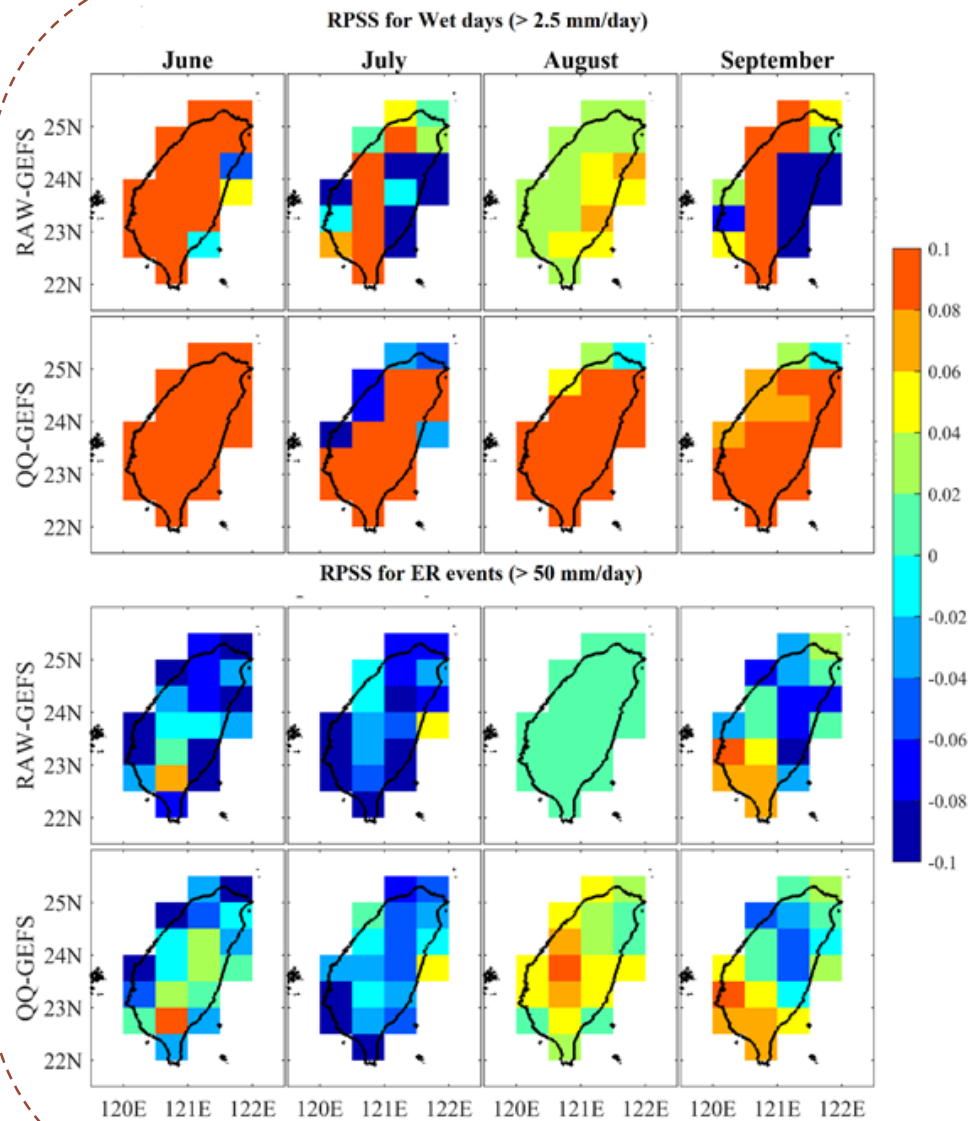 RPSS for Wet days (> 2.5 mm/day)
June July August September
RAW-GEFS
25N
24N
23N
22N
QQ-GEFS
25N
24N
23N
22N
0.1
0.08
0.06
0.04
0.02
0
-0.02
-0.04
-0.06
-0.08
-0.1
RPSS for ER events (> 50 mm/day)
RAW-GEFS
25N
24N
23N
22N
QQ-GEFS
25N
24N
23N
22N
120E 121E 122E 120E 121E 122E 120E 121E 122E 120E 121E 122E